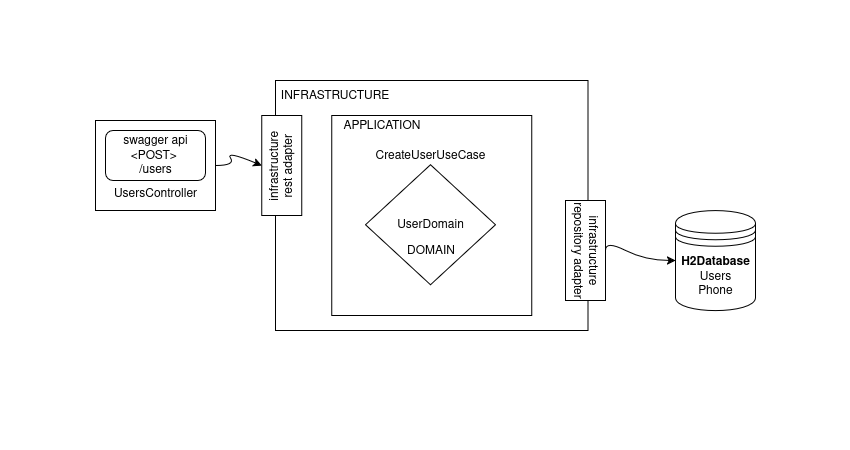 INFRASTRUCTURE
APPLICATION
swagger api
<POST>
/users
UsersController
infrastructure
rest adapter
CreateUserUseCase
UserDomain
DOMAIN
infrastructure
repository adapter
H2Database
Users
Phone